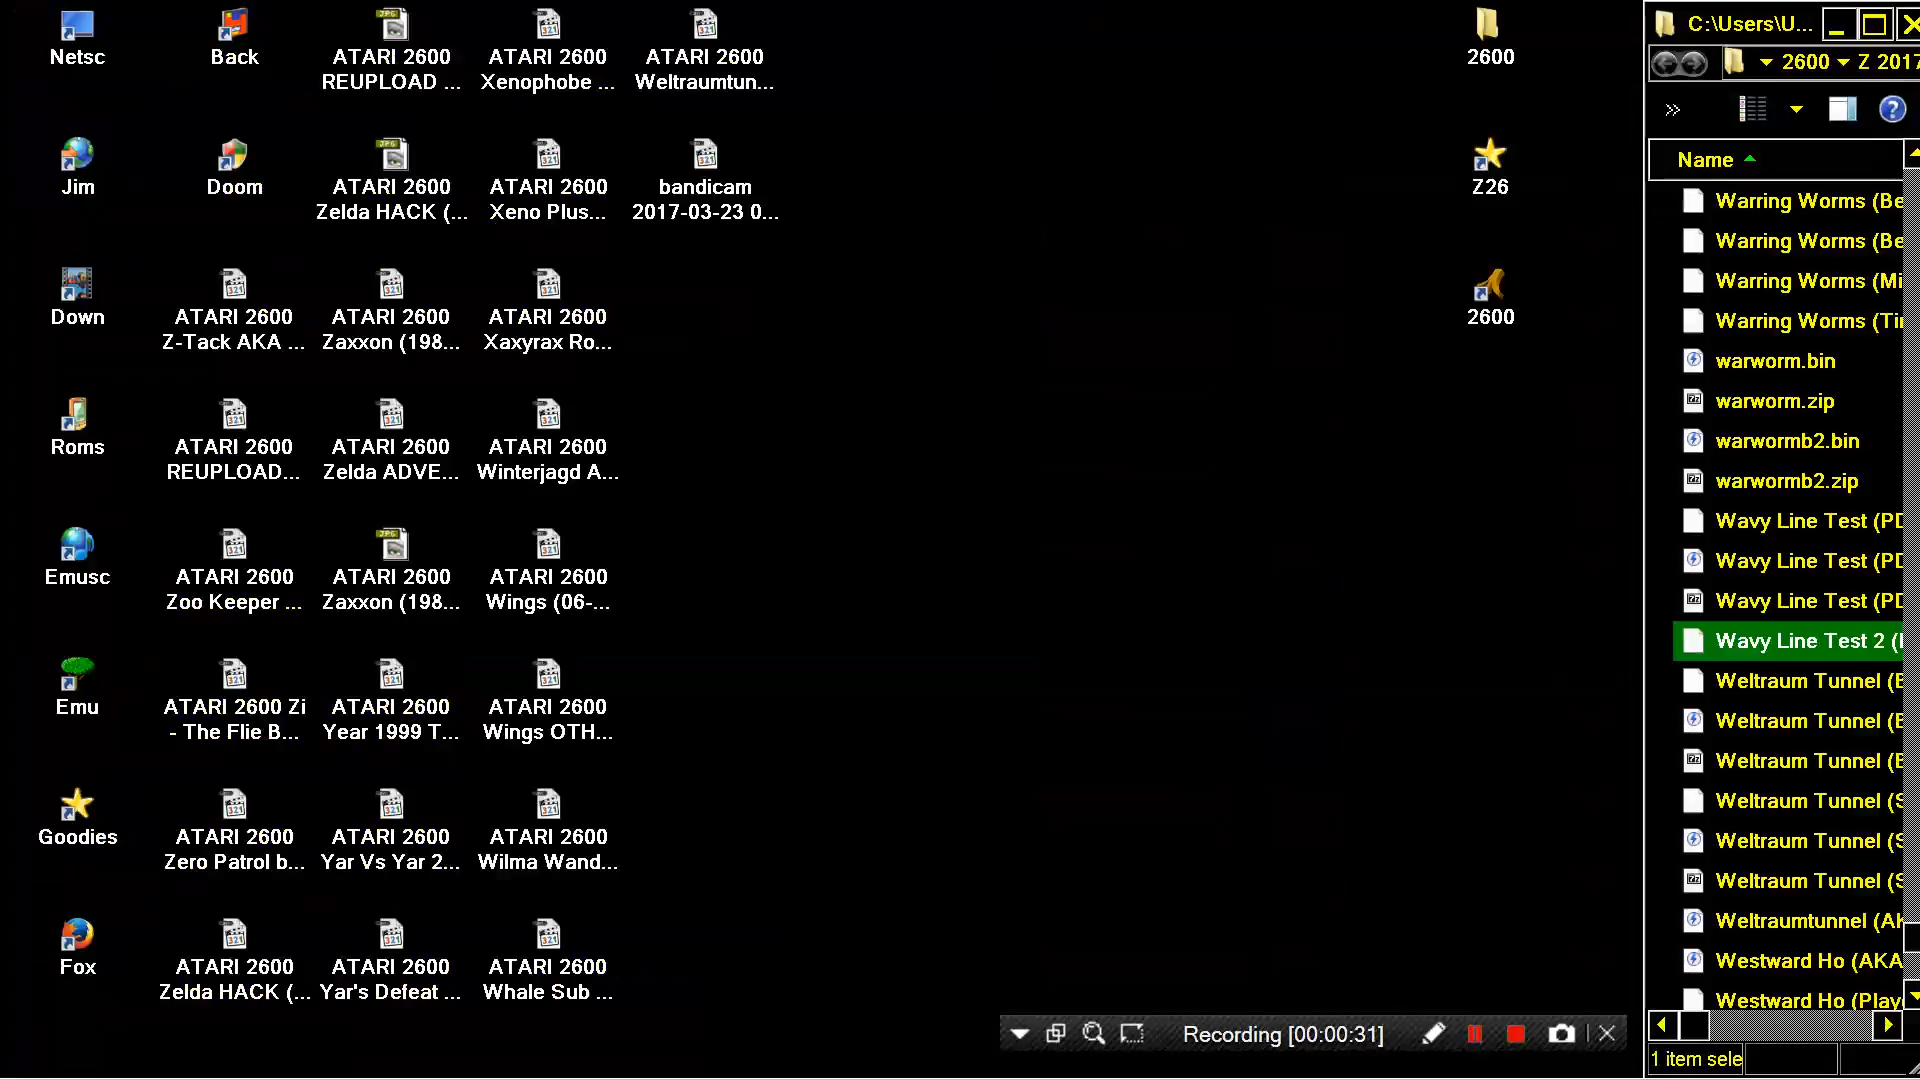 Netsc
Back
ATARI 2600
REUPLOAD ...
ATARI 2600
Xenophobe ...
ATARI 2600
Weltraumtun...
2600
Jim
Doom
ATARI 2600
Zelda HACK (...
ATARI 2600
Xeno Plus...
bandicam
2017-03-23 0...
Z26
Down
ATARI 2600
Z-Tack AKA ...
ATARI 2600
Zaxxon (198...
ATARI 2600
Xaxyrax Ro...
2600
Roms
ATARI 2600
REUPLOAD...
ATARI 2600
Zelda ADVE...
ATARI 2600
Winterjagd A...
Emusc
ATARI 2600
Zoo Keeper ...
ATARI 2600
Zaxxon (198...
ATARI 2600
Wings (06-...
Emu
ATARI 2600 Zi
- The Flie B...
ATARI 2600
Year 1999 T...
ATARI 2600
Wings OTH...
Goodies
ATARI 2600
Zero Patrol b...
ATARI 2600
Yar Vs Yar 2...
ATARI 2600
Wilma Wand...
Fox
ATARI 2600
Zelda HACK (...
ATARI 2600
Yar's Defeat ...
ATARI 2600
Whale Sub ...
Recording [00:00:31]
C:\Users\U...
2600 Z 2017
Name
Warring Worms (Be
Warring Worms (Be
Warring Worms (Mi
Warring Worms (Ti
warworm.bin
warworm.zip
warwormb2.bin
warwormb2.zip
Wavy Line Test (PD
Wavy Line Test (PD
Wavy Line Test (PD
Wavy Line Test 2 (
Weltraum Tunnel (E
Weltraum Tunnel (E
Weltraum Tunnel (E
Weltraum Tunnel (S
Weltraum Tunnel (S
Weltraum Tunnel (S
Weltraumtunnel (AK
Westward Ho (AKA
Westward Ho (Play
1 item sele